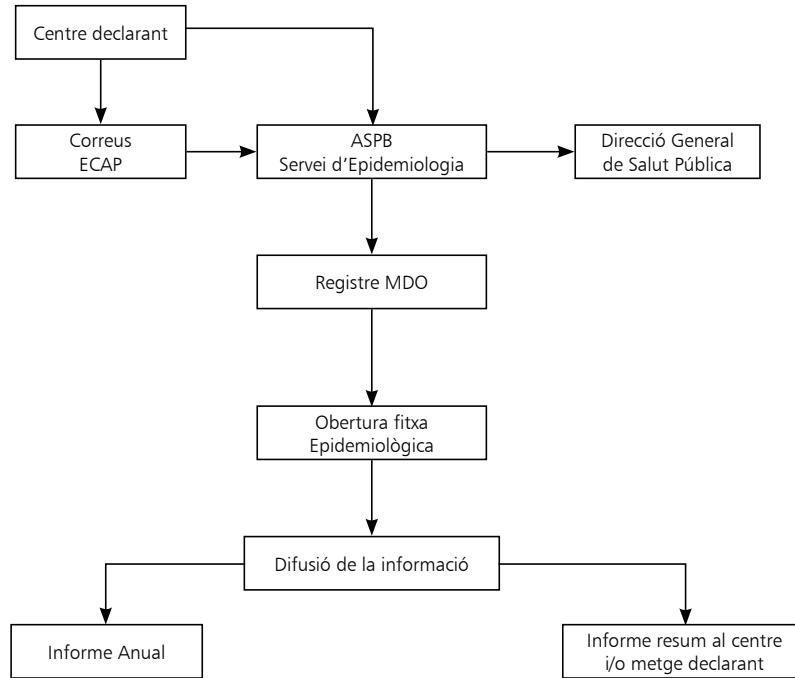 Centre declarant
Correus
ECAP
ASPB
Servei d'Epidemiologia
Direcció General
de Salut Pública
Registre MDO
Obertura fitxa
Epidemiològica
Difusió de la informació
Informe Anual
Informe resum al centre
i/o metge declarant